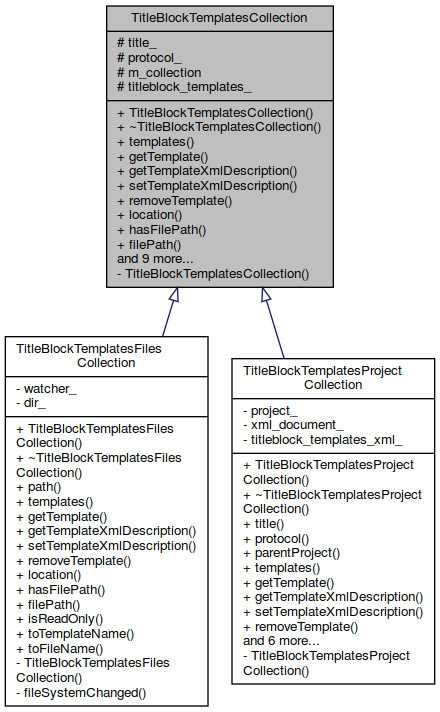 TitleBlockTemplatesCollection
# title_
# protocol_
# m_collection
# titleblock_templates_
+ TitleBlockTemplatesCollection()
+ ~TitleBlockTemplatesCollection()
+ templates()
+ getTemplate()
+ getTemplateXmlDescription()
+ setTemplateXmlDescription()
+ removeTemplate()
+ location()
+ hasFilePath()
+ filePath()
and 9 more...
- TitleBlockTemplatesCollection()
TitleBlockTemplatesFiles
Collection
- watcher_
- dir_
+ TitleBlockTemplatesFiles
Collection()
+ ~TitleBlockTemplatesFiles
Collection()
+ path()
+ templates()
+ getTemplate()
+ getTemplateXmlDescription()
+ setTemplateXmlDescription()
+ removeTemplate()
+ location()
+ hasFilePath()
+ filePath()
+ isReadOnly()
+ toTemplateName()
+ toFileName()
- TitleBlockTemplatesFiles
Collection()
- fileSystemChanged()
TitleBlockTemplatesProject
Collection
- project_
- xml_document_
- titleblock_templates_xml_
+ TitleBlockTemplatesProject
Collection()
+ ~TitleBlockTemplatesProject
Collection()
+ title()
+ protocol()
+ parentProject()
+ templates()
+ getTemplate()
+ getTemplateXmlDescription()
+ setTemplateXmlDescription()
+ removeTemplate()
and 6 more...
- TitleBlockTemplatesProject
Collection()